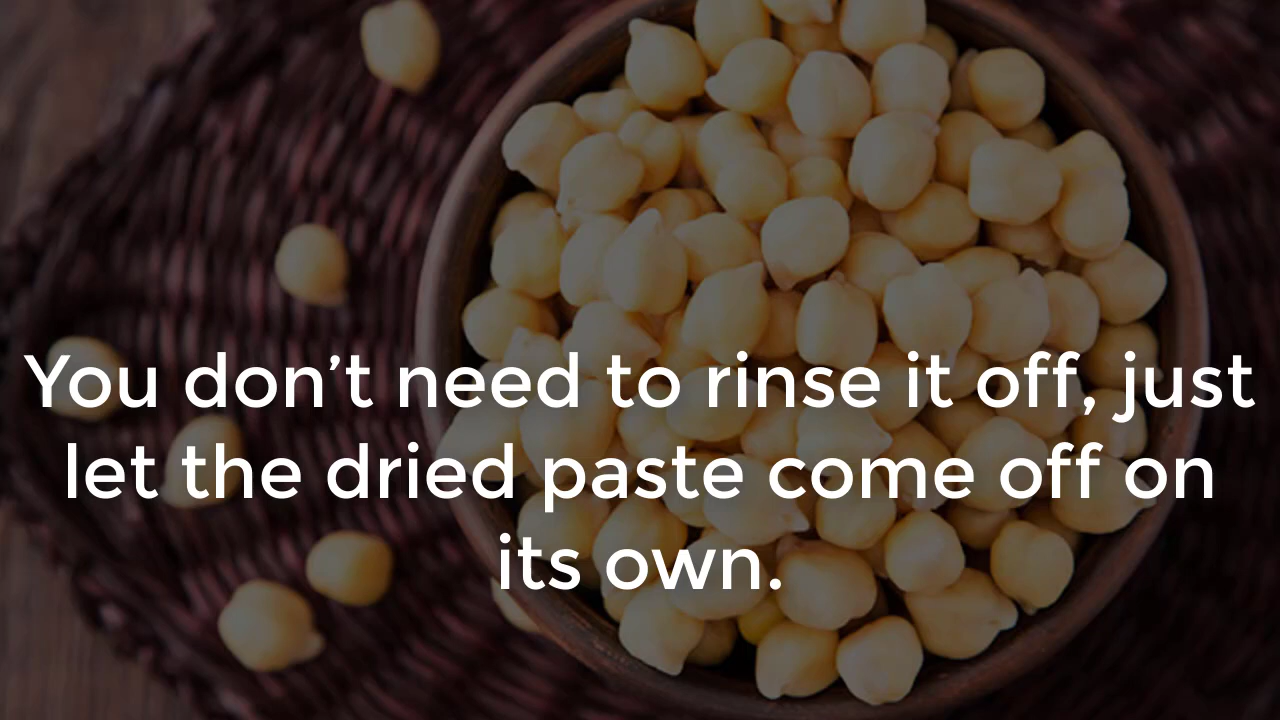 You don’t need to rinse it off, just
let the dried paste come off on
its own.